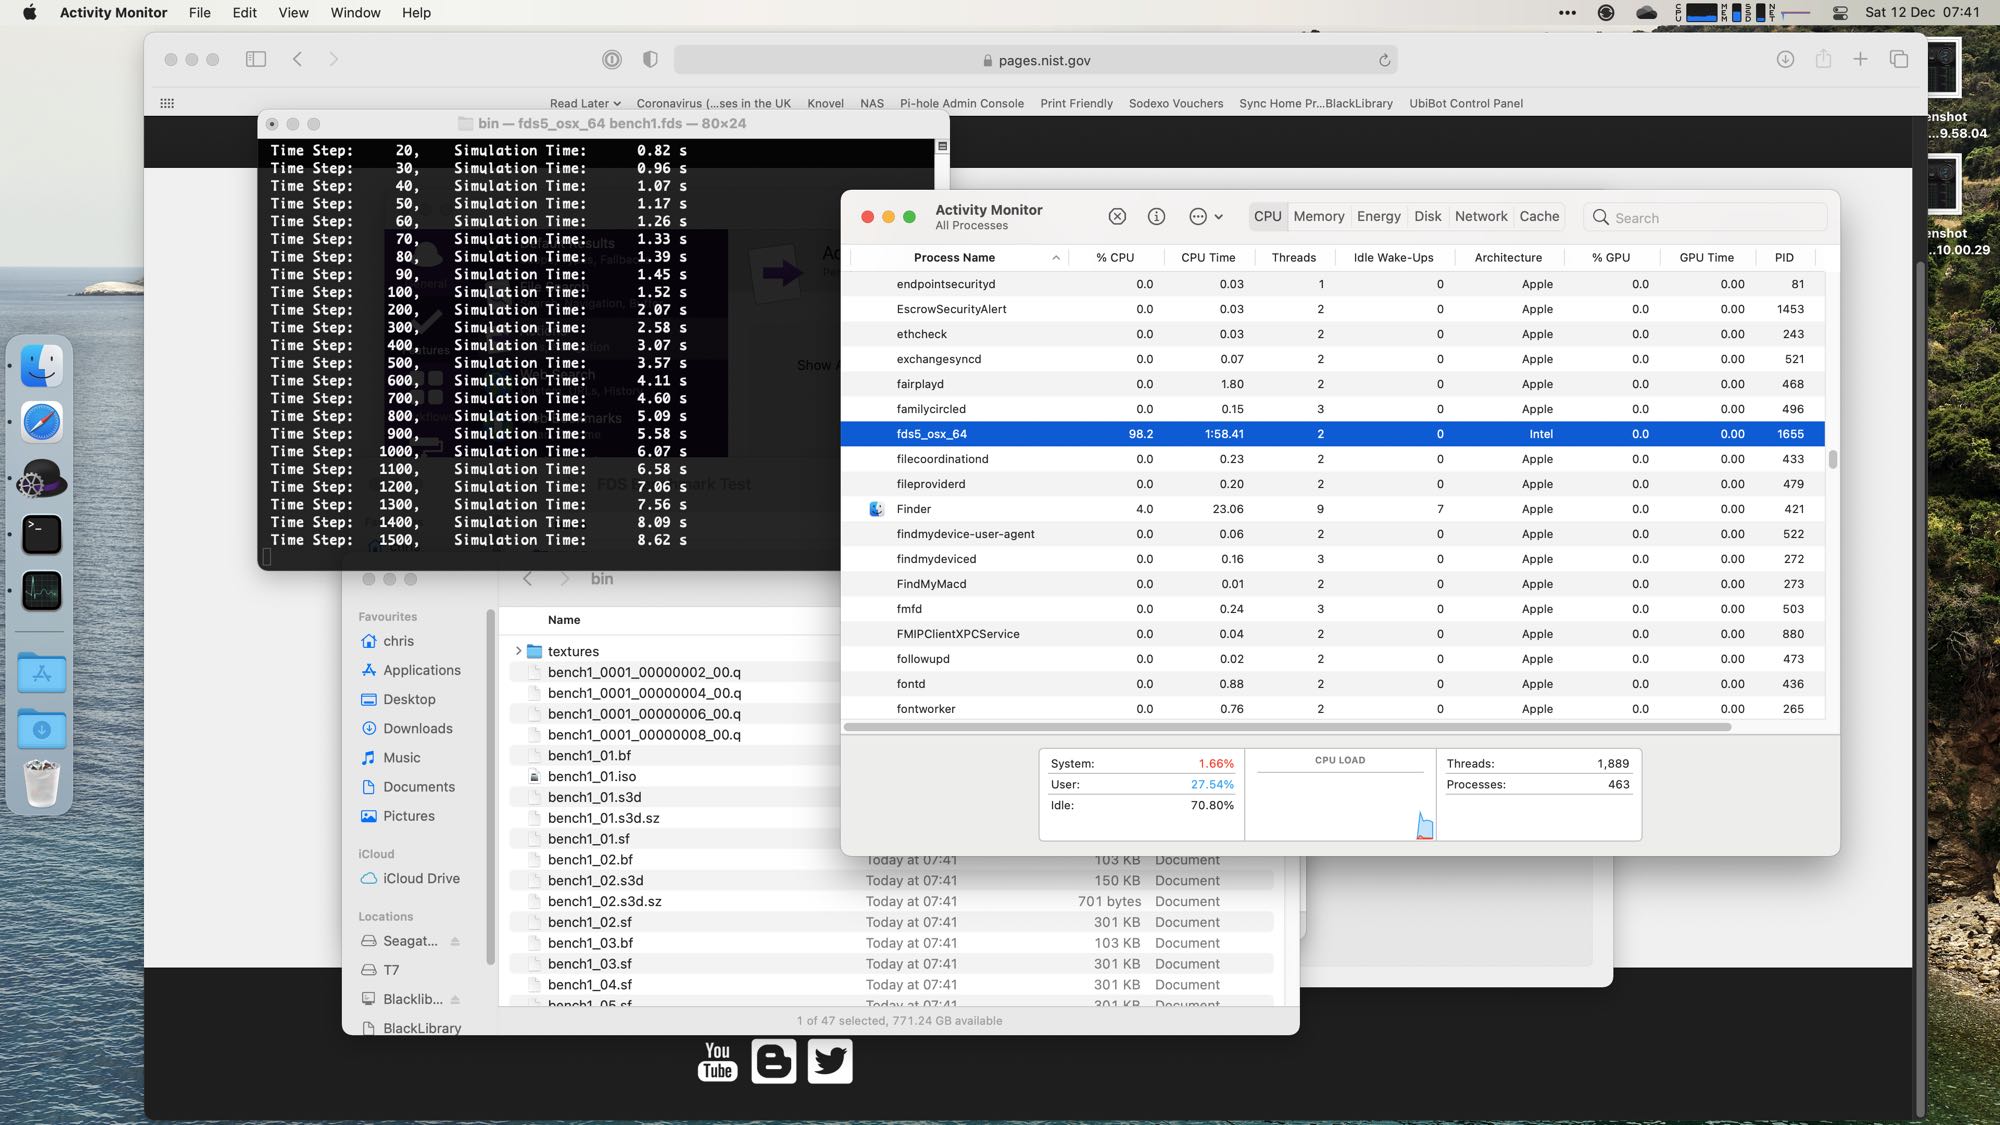 Activity Monitor File Edit View Window Help
Sat 12 Dec 07:41
pages.nist.gov
Read Later Coronavirus (...ses in the UK Knovel NAS Pi-hole Admin Console Print Friendly Sodexo Vouchers Sync Home Pr...BlackLibrary UbiBot Control Panel
enshot
...9.58.04
enshot
...10.00.29
bin — fds5_osx_64 bench1.fds — 80×24
Time Step: 20, Simulation Time: 0.82 s
Time Step: 30, Simulation Time: 0.96 s
Time Step: 40, Simulation Time: 1.07 s
Time Step: 50, Simulation Time: 1.17 s
Time Step: 60, Simulation Time: 1.26 s
Time Step: 70, Simulation Time: 1.33 s
Time Step: 80, Simulation Time: 1.39 s
Time Step: 90, Simulation Time: 1.45 s
Time Step: 100, Simulation Time: 1.52 s
Time Step: 200, Simulation Time: 2.07 s
Time Step: 300, Simulation Time: 2.58 s
Time Step: 400, Simulation Time: 3.07 s
Time Step: 500, Simulation Time: 3.57 s
Time Step: 600, Simulation Time: 4.11 s
Time Step: 700, Simulation Time: 4.60 s
Time Step: 800, Simulation Time: 5.09 s
Time Step: 900, Simulation Time: 5.58 s
Time Step: 1000, Simulation Time: 6.07 s
Time Step: 1100, Simulation Time: 6.58 s
Time Step: 1200, Simulation Time: 7.06 s
Time Step: 1300, Simulation Time: 7.56 s
Time Step: 1400, Simulation Time: 8.09 s
Time Step: 1500, Simulation Time: 8.62 s
Activity Monitor
All Processes
CPU Memory Energy Disk Network Cache
Search
Process Name % CPU CPU Time Threads Idle Wake-Ups Architecture % GPU GPU Time PID
endpointsecurityd 0.0 0.03 1 0 Apple 0.0 0.00 81
EscrowSecurityAlert 0.0 0.03 2 0 Apple 0.0 0.00 1453
ethcheck 0.0 0.03 2 0 Apple 0.0 0.00 243
exchangesyncd 0.0 0.07 2 0 Apple 0.0 0.00 521
fairplayd 0.0 1.80 2 0 Apple 0.0 0.00 468
familycircled 0.0 0.15 3 0 Apple 0.0 0.00 496
fds5_osx_64 98.2 1:58.41 2 0 Intel 0.0 0.00 1655
filecoordinationd 0.0 0.23 2 0 Apple 0.0 0.00 433
fileproviderd 0.0 0.20 2 0 Apple 0.0 0.00 479
Finder 4.0 23.06 9 7 Apple 0.0 0.00 421
findmydevice-user-agent 0.0 0.06 2 0 Apple 0.0 0.00 522
findmydeviced 0.0 0.16 3 0 Apple 0.0 0.00 272
FindMyMacd 0.0 0.01 2 0 Apple 0.0 0.00 273
fmfd 0.0 0.24 3 0 Apple 0.0 0.00 503
FMIPClientXPCService 0.0 0.04 2 0 Apple 0.0 0.00 880
followupd 0.0 0.02 2 0 Apple 0.0 0.00 473
fontd 0.0 0.88 2 0 Apple 0.0 0.00 436
fontworker 0.0 0.76 2 0 Apple 0.0 0.00 265
System: 1.66%
User: 27.54%
Idle: 70.80%
CPU LOAD
Threads: 1,889
Processes: 463
bin
Favourites
chris
Applications
Desktop
Downloads
Music
Documents
Pictures
iCloud
iCloud Drive
Locations
Seagat...
T7
Blacklib...
BlackLibrary
Name
textures
bench1_0001_00000002_00.q
bench1_0001_00000004_00.q
bench1_0001_00000006_00.q
bench1_0001_00000008_00.q
bench1_01.bf
bench1_01.iso
bench1_01.s3d
bench1_01.s3d.sz
bench1_01.sf
bench1_02.bf Today at 07:41 103 KB Document
bench1_02.s3d Today at 07:41 150 KB Document
bench1_02.s3d.sz Today at 07:41 701 bytes Document
bench1_02.sf Today at 07:41 301 KB Document
bench1_03.bf Today at 07:41 103 KB Document
bench1_03.sf Today at 07:41 301 KB Document
bench1_04.sf Today at 07:41 301 KB Document
bench1_05.sf Today at 07:41 301 KB Document
1 of 47 selected, 771.24 GB available
You
Tube